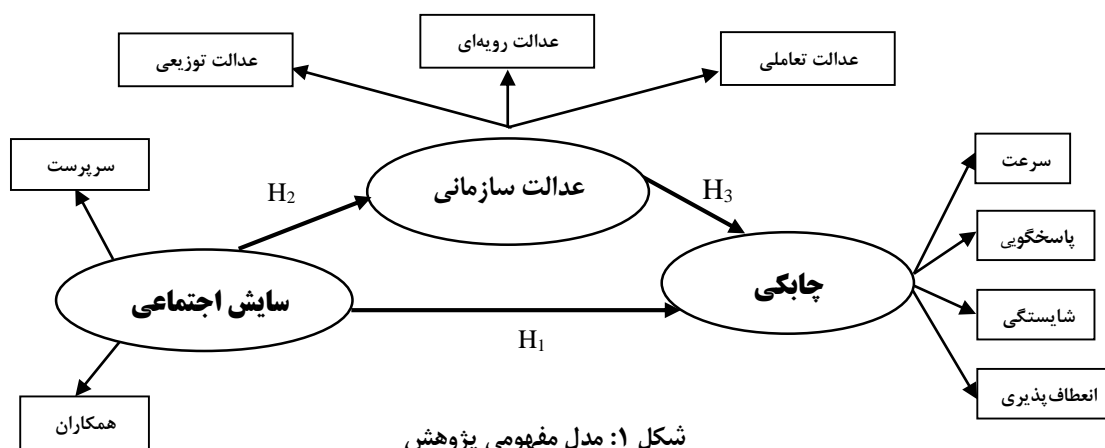 عدالت رویه‌ای
عدالت تعاملی
عدالت توزیعی
سرعت
سرپرست
عدالت سازمانی
H3
H2
پاسخگویی
چابکی
سایش اجتماعی
شایستگی
H1
انعطاف‌پذیری
همکاران
شکل ۱: مدل مفهومی پژوهش